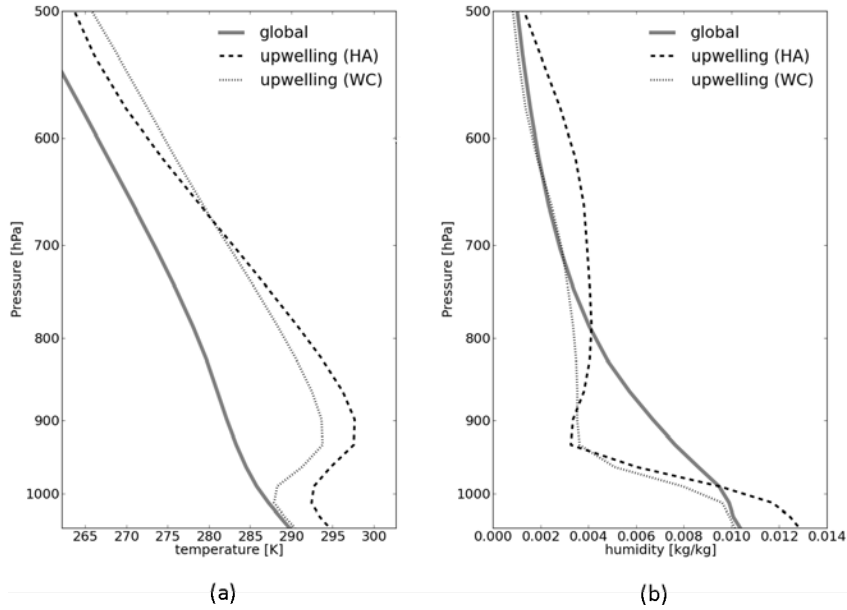 500
600
700
800
900
1000
Pressure [hPa]
global
upwelling (HA)
upwelling (WC)
265 270 275 280 285 290 295 300
temperature [K]
(a)
500
600
700
800
900
1000
Pressure [hPa]
global
upwelling (HA)
upwelling (WC)
0.000 0.002 0.004 0.006 0.008 0.010 0.012 0.014
humidity [kg/kg]
(b)